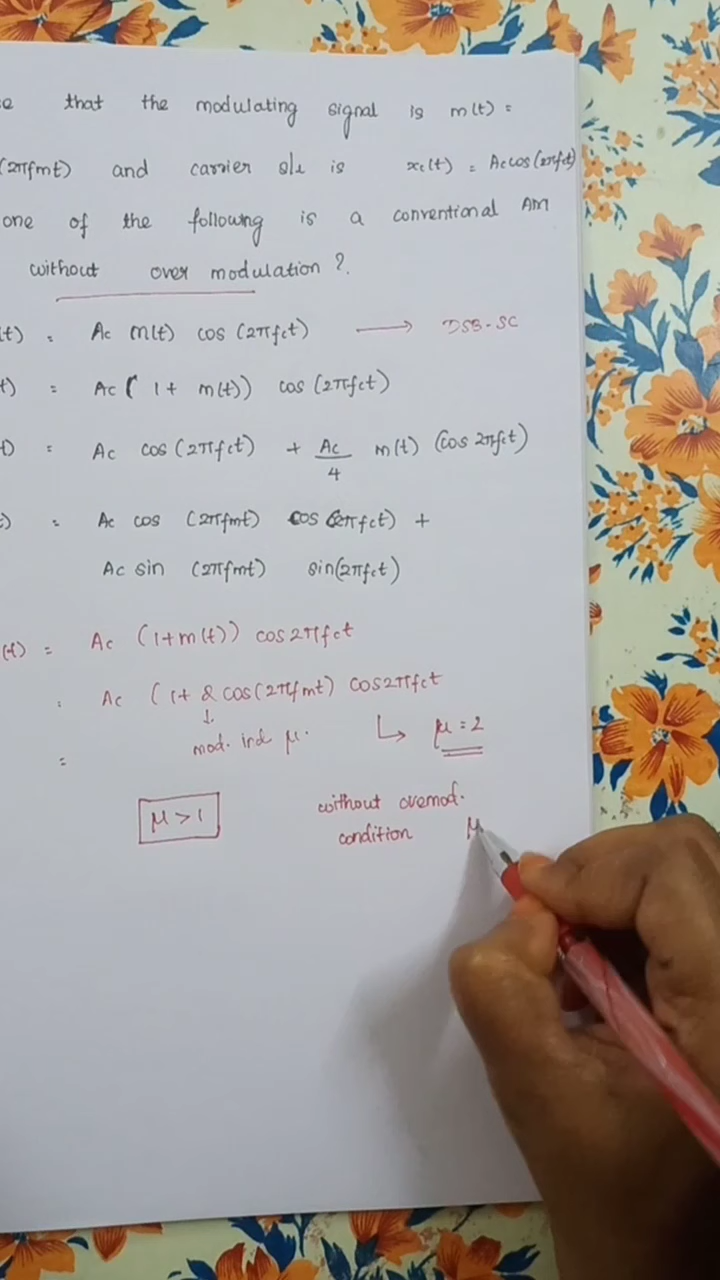 that the modulating signal is m(t) =
(2πfmt) and carrier s/l is xc(t) = Ac cos(2πfct)
one of the following is a conventional AM
without over modulation ?.
(t) = Ac m(t) cos (2πfct) → DSB-SC
t) = Ac ( 1 + m(t)) cos (2πfct)
t) = Ac cos (2πfct) + Ac/4 m(t) (cos 2πfct)
) = Ac cos (2πfmt) cos (2πfct) +
Ac sin (2πfmt) sin(2πfct)
(t) = Ac (1+m(t)) cos2πfct
: Ac (1+ 2 cos(2πfmt) cos2πfct
↓
mod. ind μ. ↳ μ = 2
=
μ > 1 without overmod.
condition μ